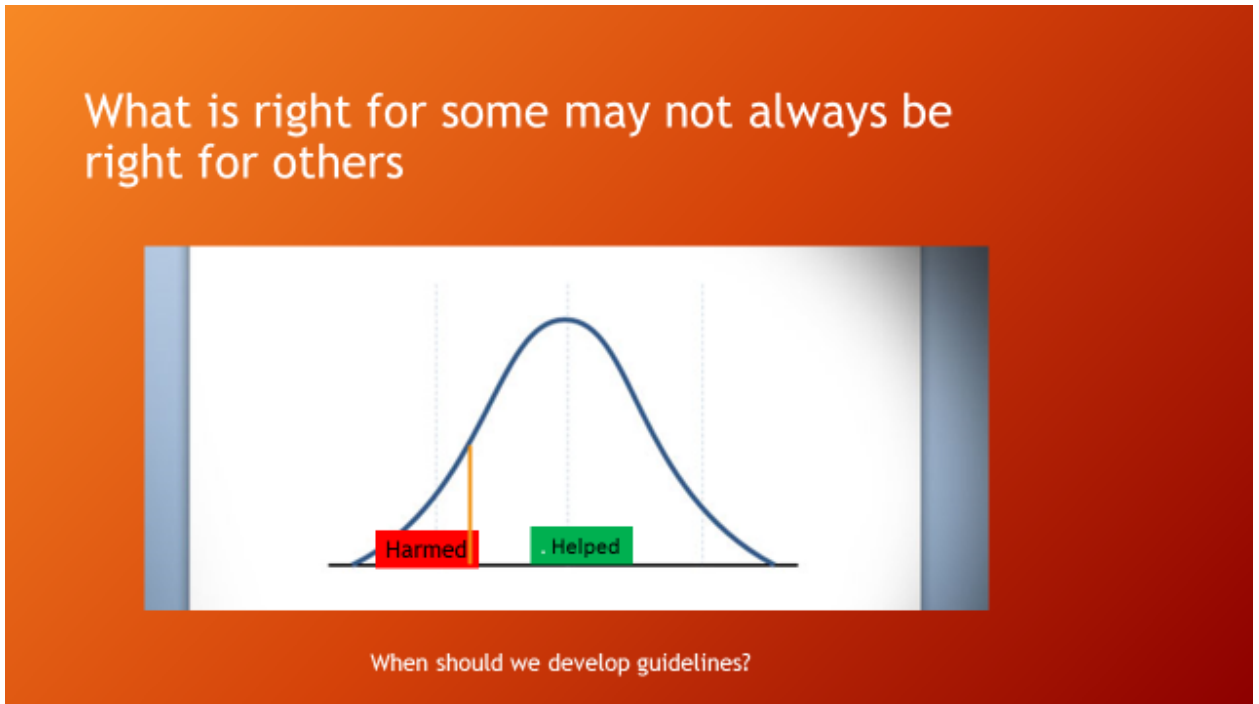 What is right for some may not always be
right for others
Harmed
. Helped
When should we develop guidelines?